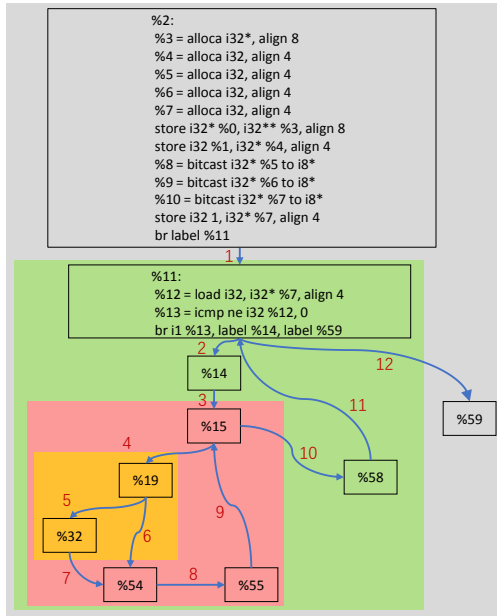 %2:
%3 = alloca i32*, align 8
%4 = alloca i32, align 4
%5 = alloca i32, align 4
%6 = alloca i32, align 4
%7 = alloca i32, align 4
store i32* %0, i32** %3, align 8
store i32 %1, i32* %4, align 4
%8 = bitcast i32* %5 to i8*
%9 = bitcast i32* %6 to i8*
%10 = bitcast i32* %7 to i8*
store i32 1, i32* %7, align 4
br label %11
1
%11:
%12 = load i32, i32* %7, align 4
%13 = icmp ne i32 %12, 0
br i1 %13, label %14, label %59
2
12
%14
3
11
%59
%15
4
10
%19
%58
5
9
%32
6
7
8
%54
%55